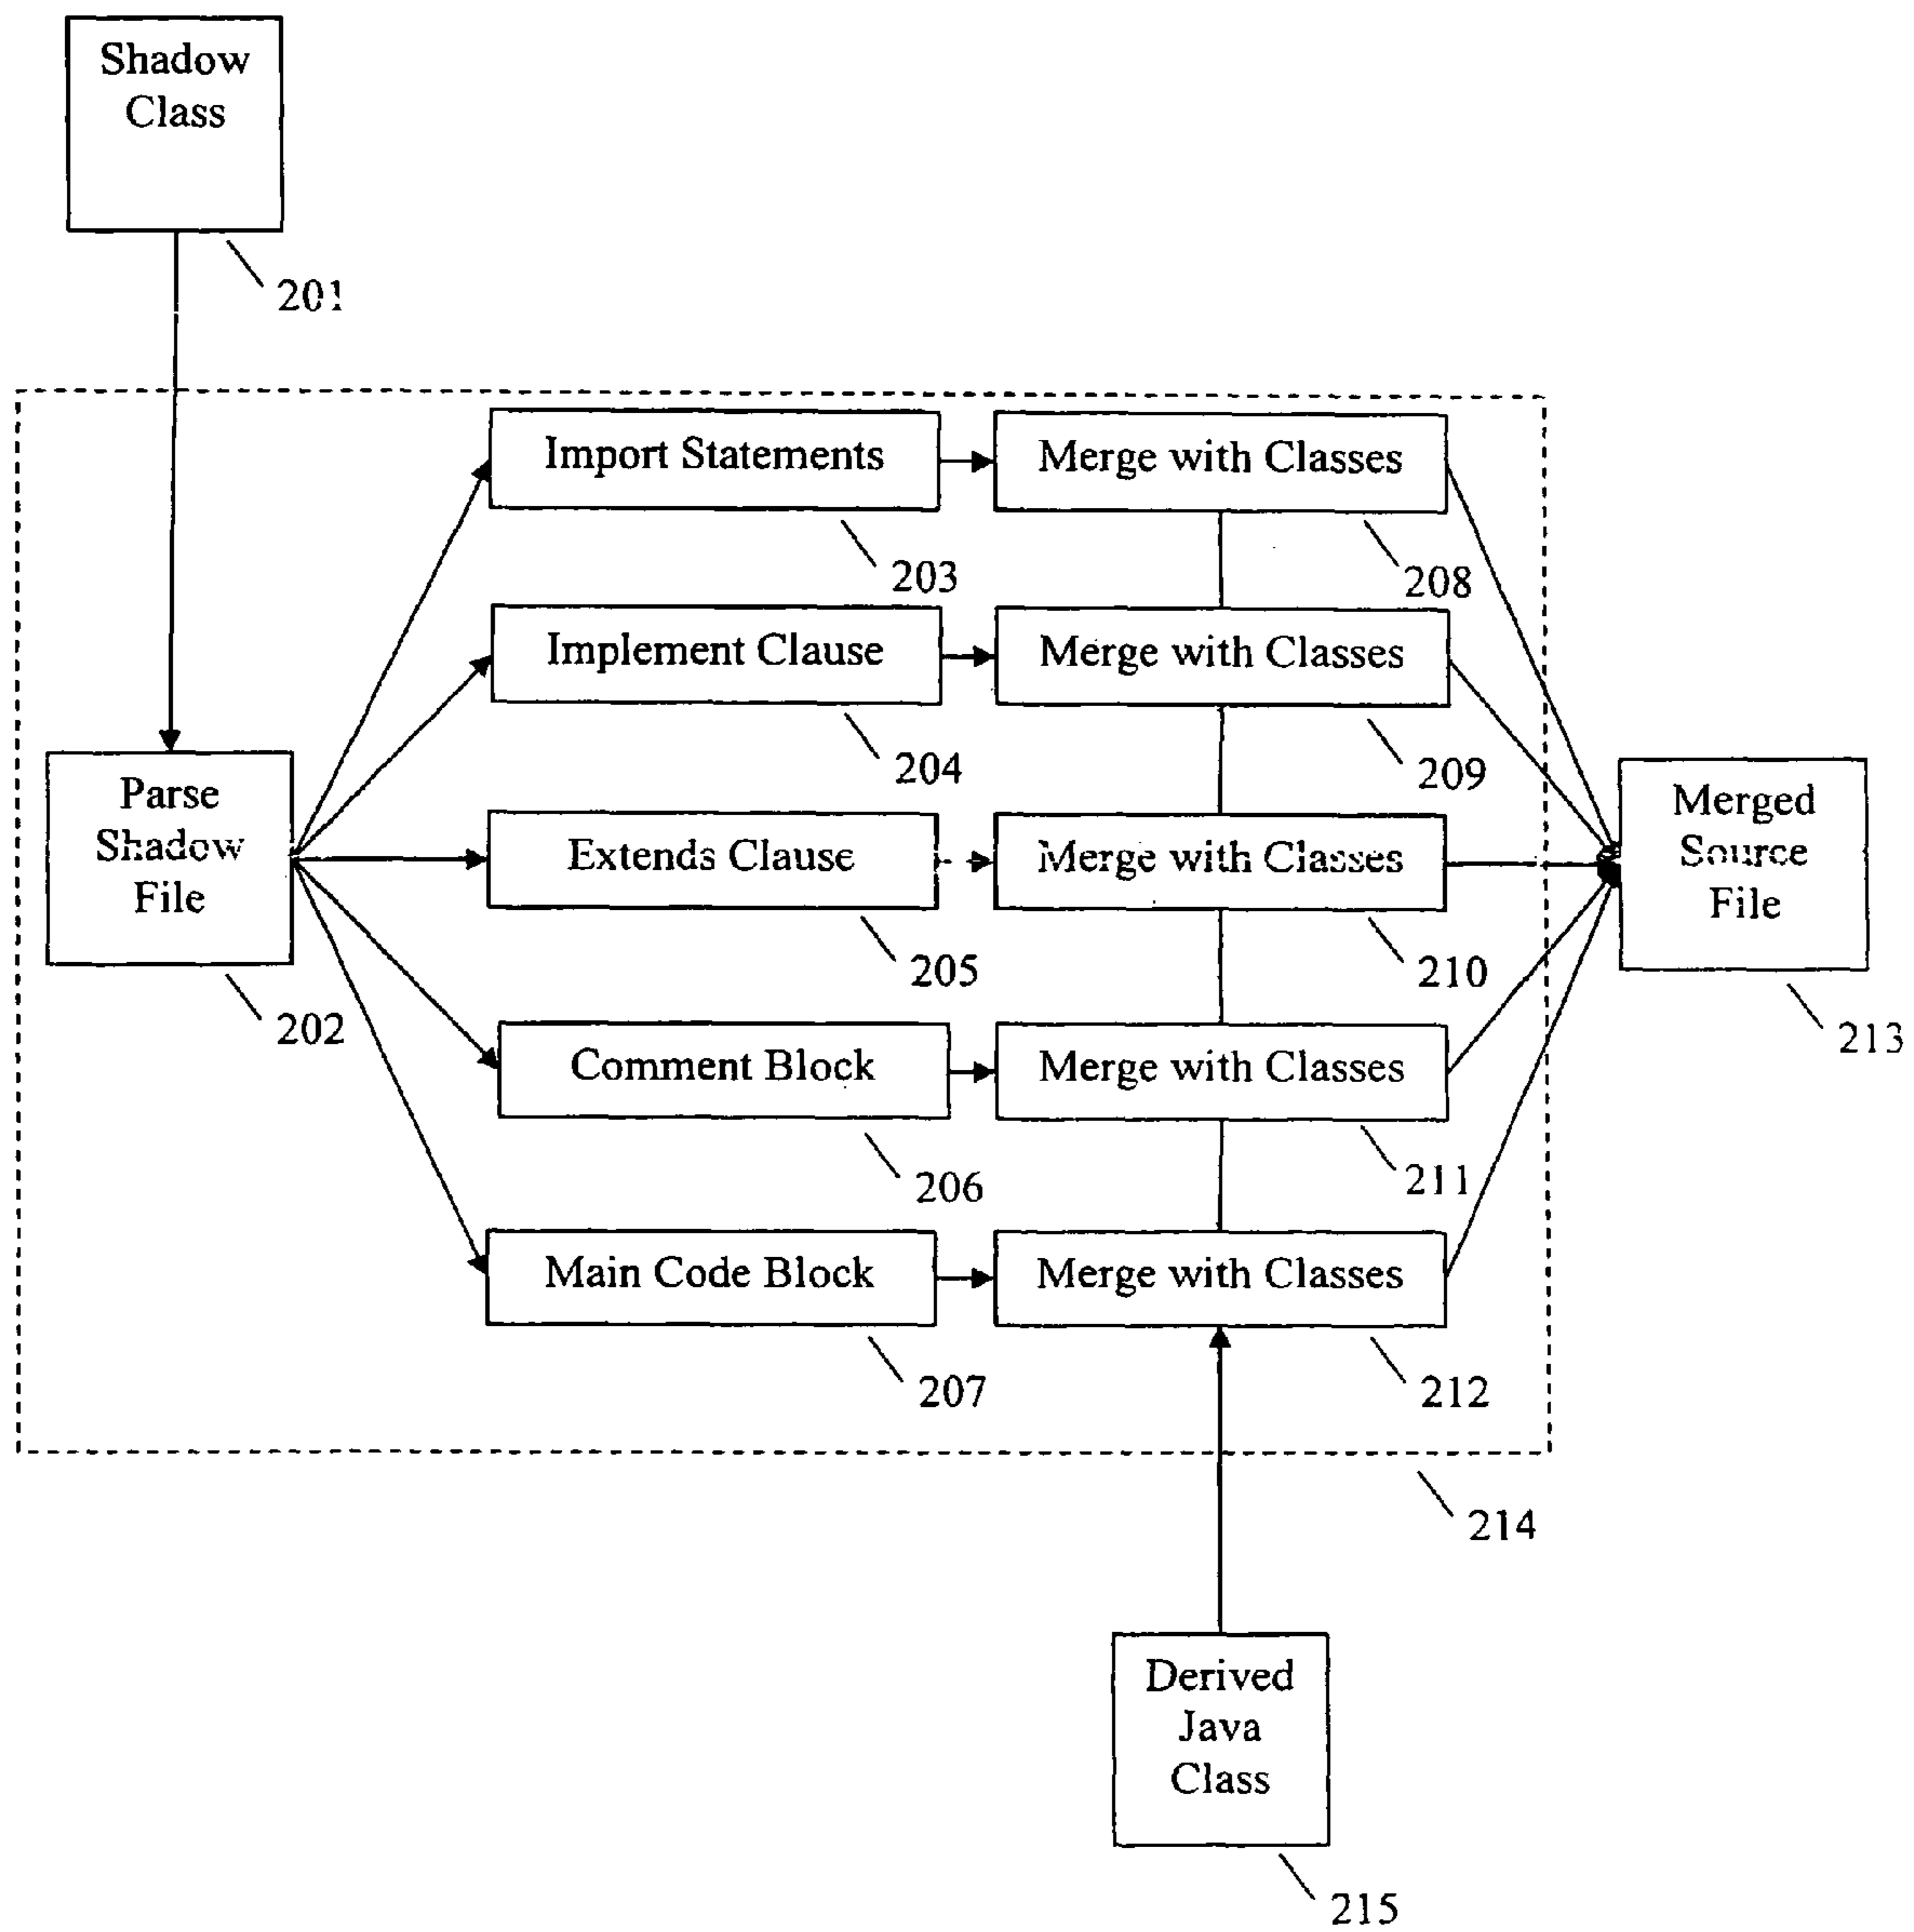 Shadow
Class
201
Import Statements
Merge with Classes
203
208
Implement Clause
Merge with Classes
204
209
Parse
Shadow
File
202
Extends Clause
Merge with Classes
205
210
Merged
Source
File
213
Comment Block
Merge with Classes
206
211
Main Code Block
Merge with Classes
207
212
214
Derived
Java
Class
215